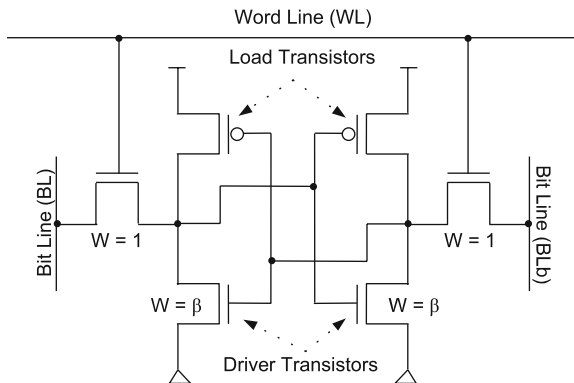 Word Line (WL)
Load Transistors
Bit Line (BL)
Bit Line (BLb)
W = 1
W = 1
W = β
W = β
Driver Transistors